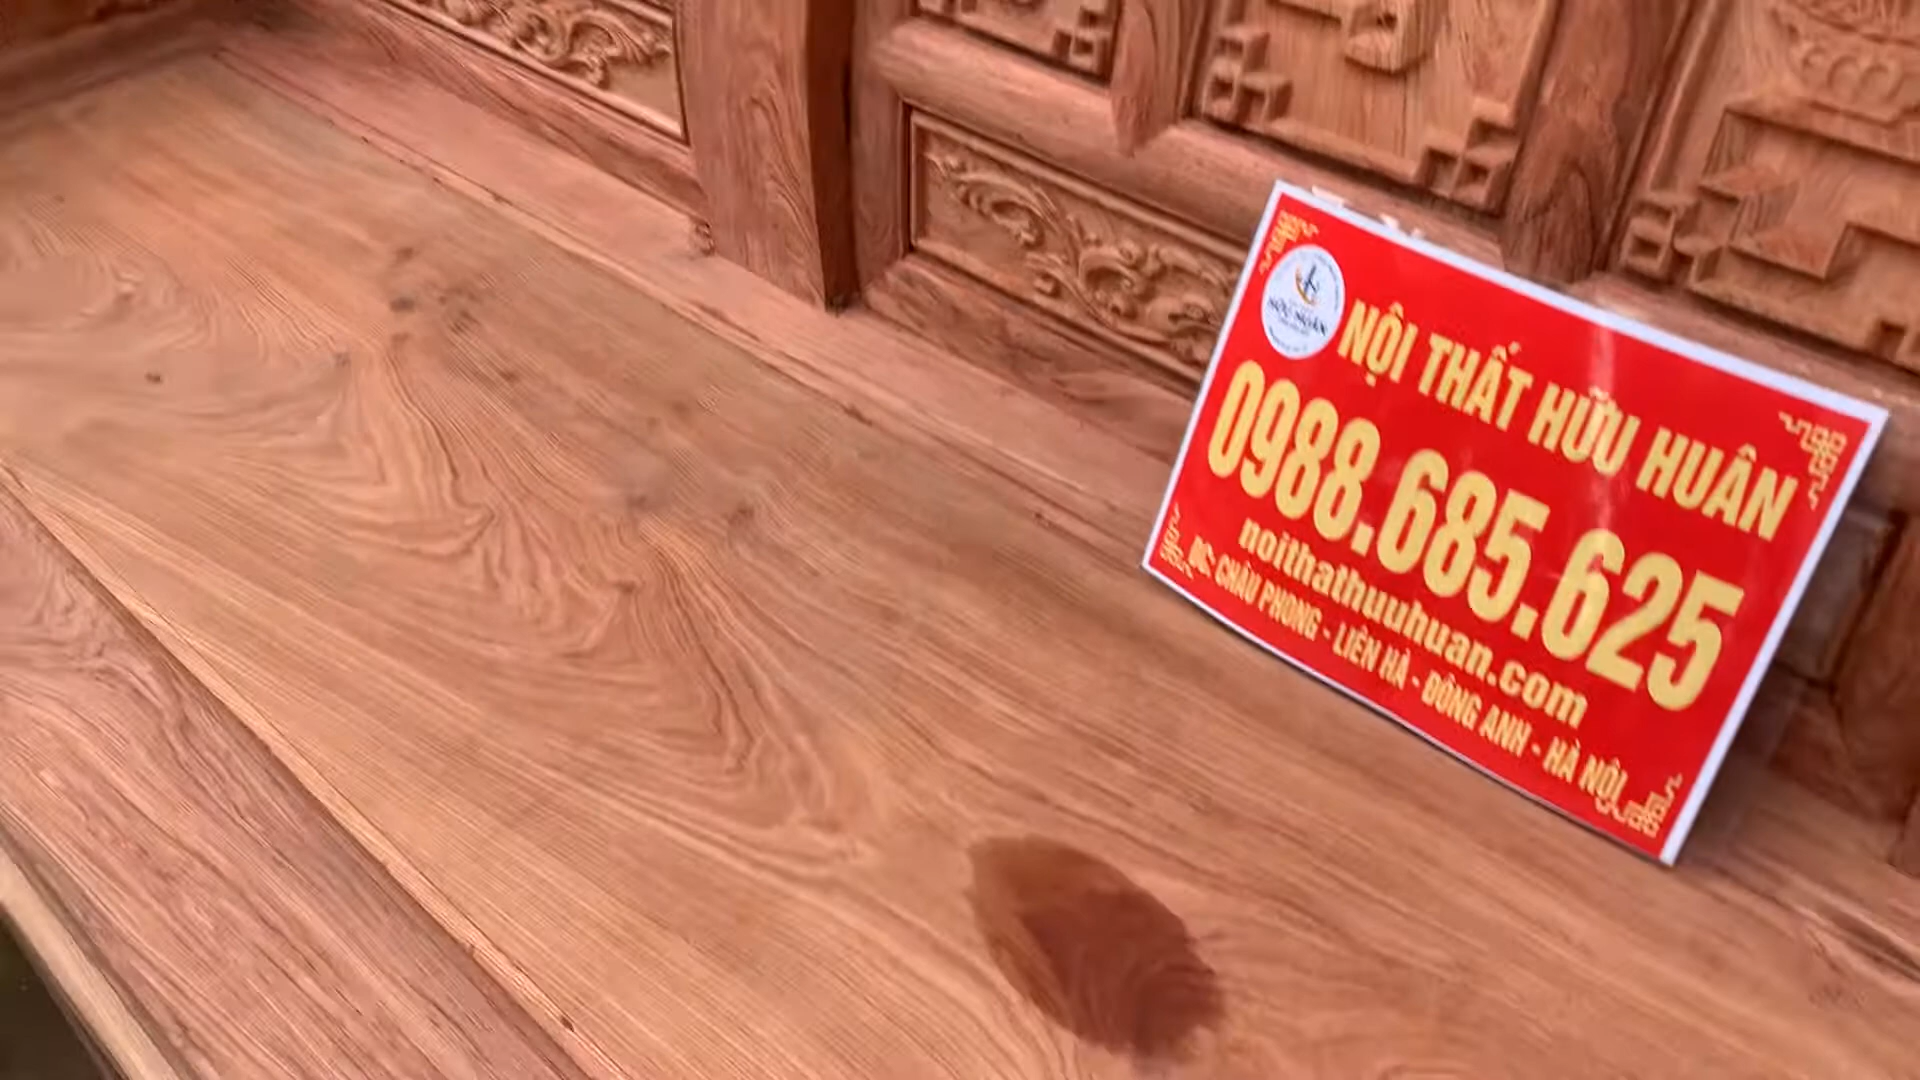 NỘI THẤT HỮU HUÂN
0988.685.625
noithathuuhuan.com
ĐC: CHÂU PHONG - LIÊN HÀ - ĐÔNG ANH - HÀ NỘI